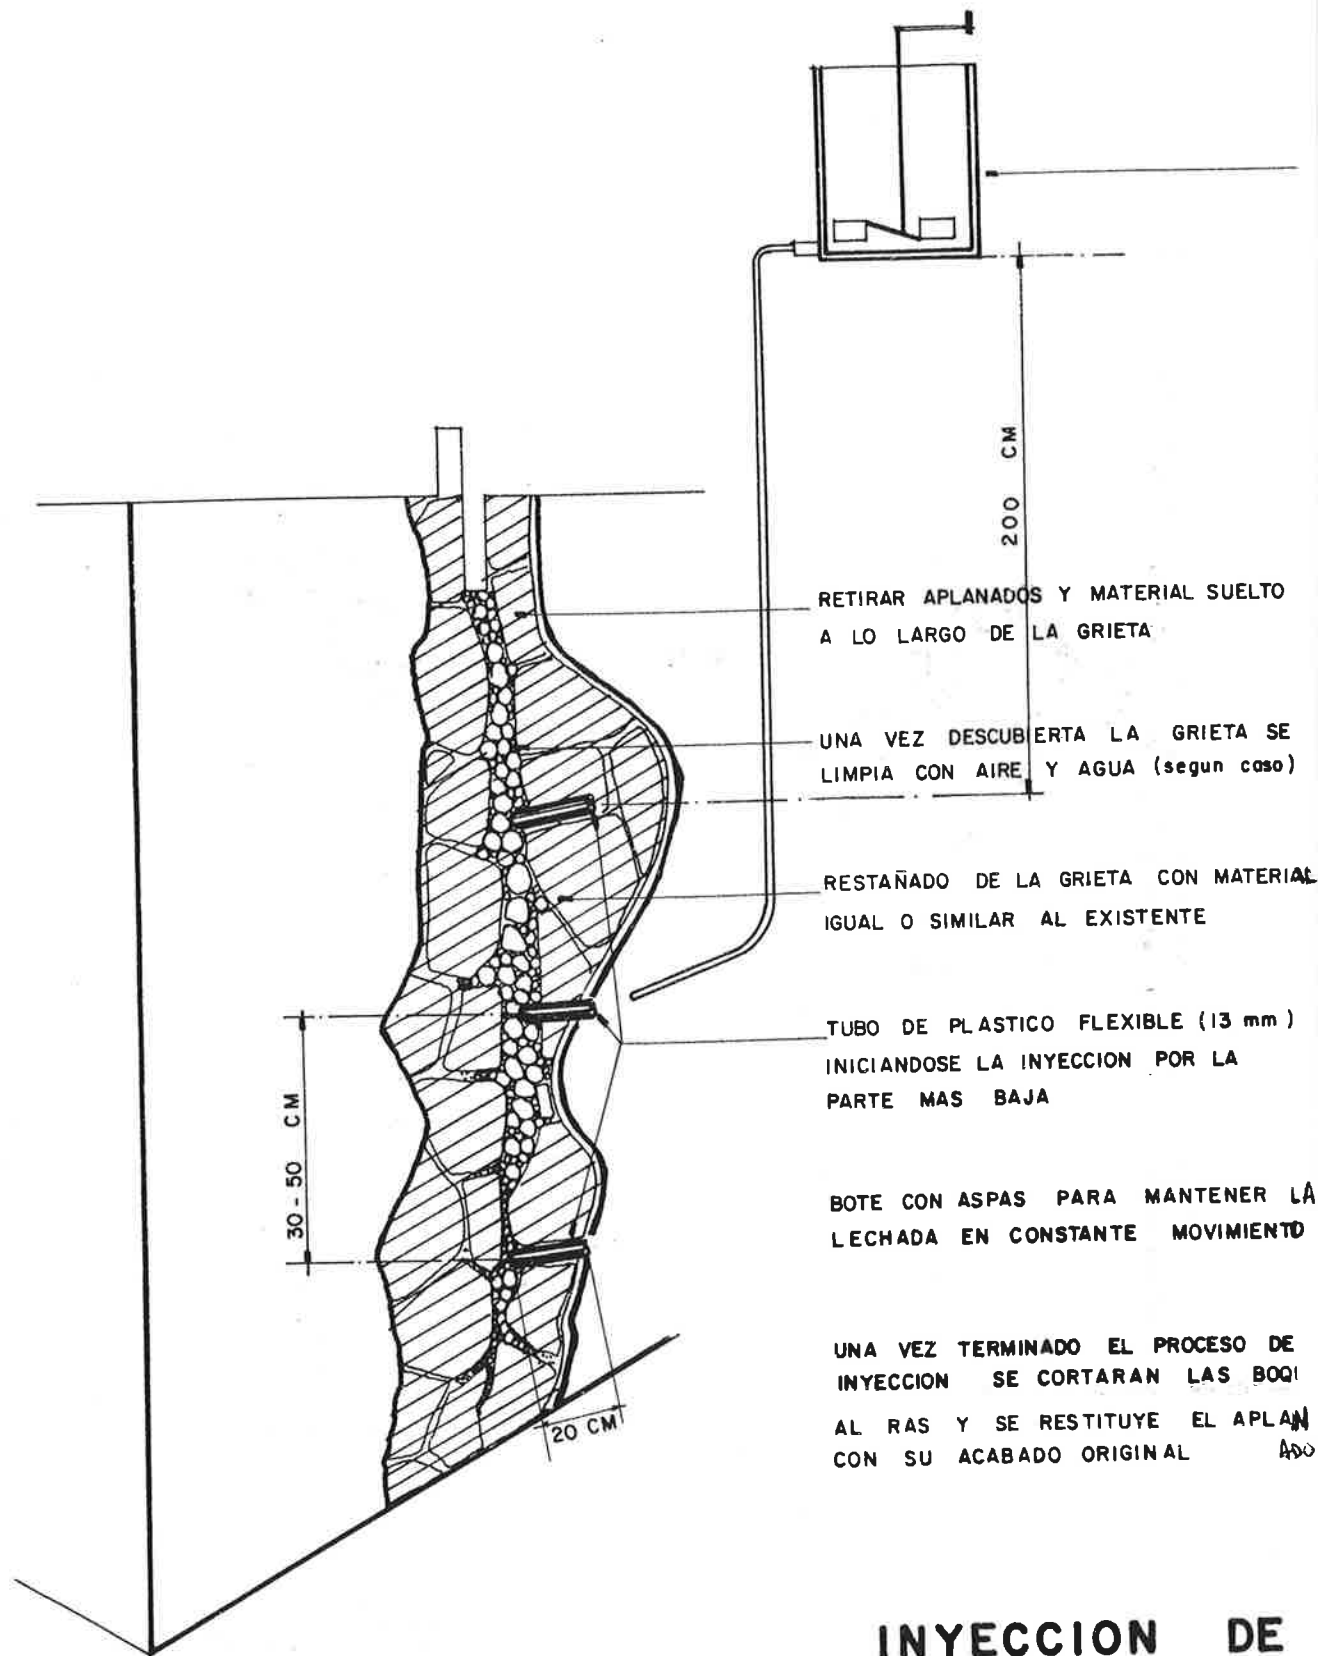 200 CM
RETIRAR APLANADOS Y MATERIAL SUELTO
A LO LARGO DE LA GRIETA
UNA VEZ DESCUBIERTA LA GRIETA SE
LIMPIA CON AIRE Y AGUA (segun caso)
RESTAÑADO DE LA GRIETA CON MATERIAL
IGUAL O SIMILAR AL EXISTENTE
TUBO DE PLASTICO FLEXIBLE (13 mm)
INICIANDOSE LA INYECCION POR LA
PARTE MAS BAJA
30-50 CM
BOTE CON ASPAS PARA MANTENER LA
LECHADA EN CONSTANTE MOVIMIENTO
UNA VEZ TERMINADO EL PROCESO DE
INYECCION SE CORTARAN LAS BOQI
AL RAS Y SE RESTITUYE EL APLAN
CON SU ACABADO ORIGINAL ADO
20 CM
INYECCION DE